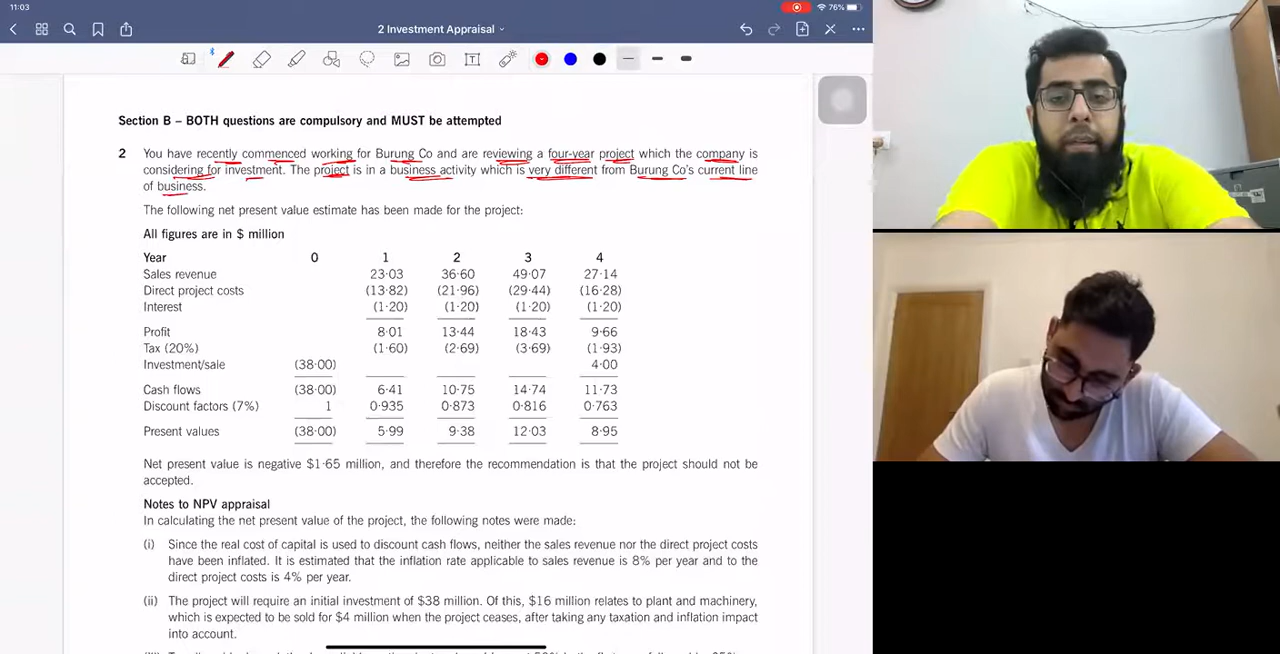 11:03
76%
2 Investment Appraisal
Section B – BOTH questions are compulsory and MUST be attempted
2 You have recently commenced working for Burung Co and are reviewing a four-year project which the company is
considering for investment. The project is in a business activity which is very different from Burung Co's current line
of business.
The following net present value estimate has been made for the project:
All figures are in $ million
Year 0 1 2 3 4
Sales revenue 23·03 36·60 49·07 27·14
Direct project costs (13·82) (21·96) (29·44) (16·28)
Interest (1·20) (1·20) (1·20) (1·20)
Profit 8·01 13·44 18·43 9·66
Tax (20%) (1·60) (2·69) (3·69) (1·93)
Investment/sale (38·00) 4·00
Cash flows (38·00) 6·41 10·75 14·74 11·73
Discount factors (7%) 1 0·935 0·873 0·816 0·763
Present values (38·00) 5·99 9·38 12·03 8·95
Net present value is negative $1·65 million, and therefore the recommendation is that the project should not be
accepted.
Notes to NPV appraisal
In calculating the net present value of the project, the following notes were made:
(i) Since the real cost of capital is used to discount cash flows, neither the sales revenue nor the direct project costs
have been inflated. It is estimated that the inflation rate applicable to sales revenue is 8% per year and to the
direct project costs is 4% per year.
(ii) The project will require an initial investment of $38 million. Of this, $16 million relates to plant and machinery,
which is expected to be sold for $4 million when the project ceases, after taking any taxation and inflation impact
into account.